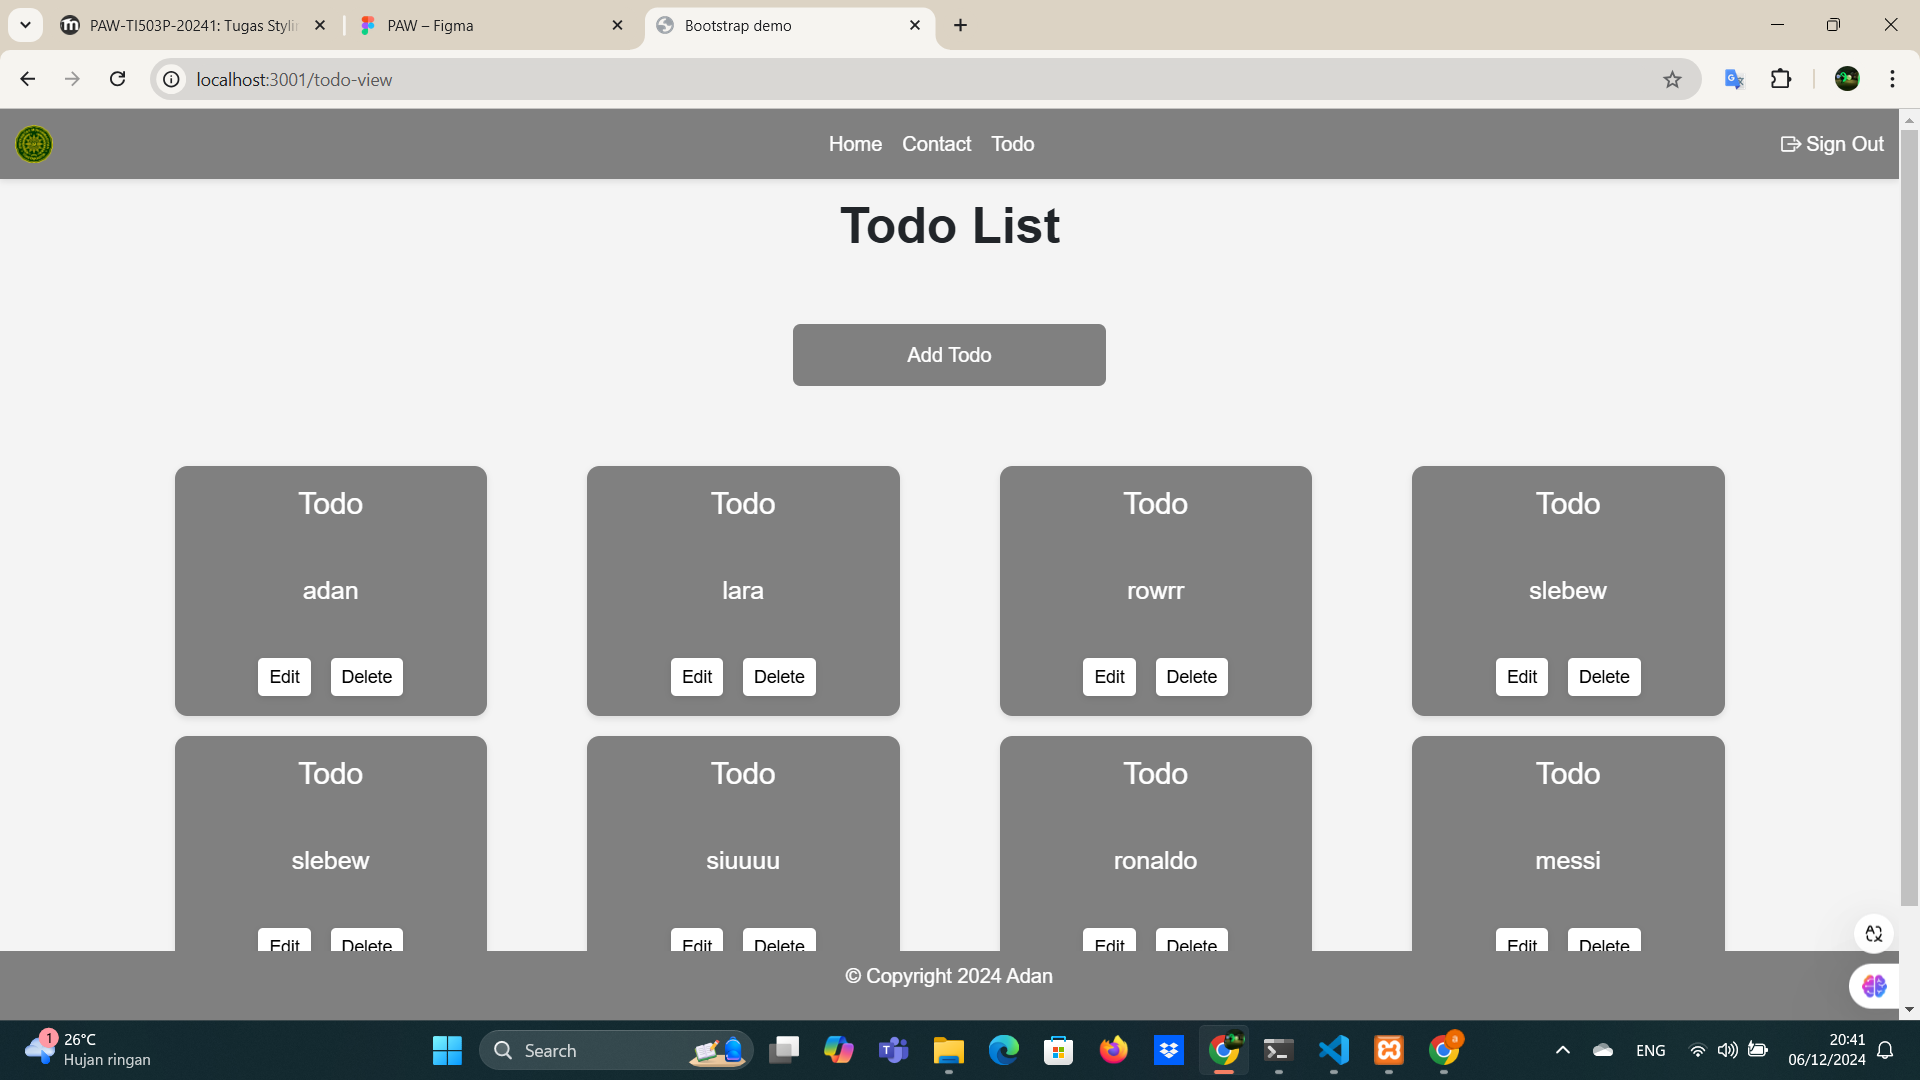 PAW-TI503P-20241: Tugas Styli
PAW – Figma
Bootstrap demo
localhost:3001/todo-view
Home Contact Todo
Sign Out
Todo List
Add Todo
Todo Todo Todo Todo
adan lara rowrr slebew
Edit Delete Edit Delete Edit Delete Edit Delete
Todo Todo Todo Todo
slebew siuuuu ronaldo messi
Edit Delete Edit Delete Edit Delete Edit Delete
© Copyright 2024 Adan
1
26°C
Hujan ringan
Search
ENG
20:41
06/12/2024